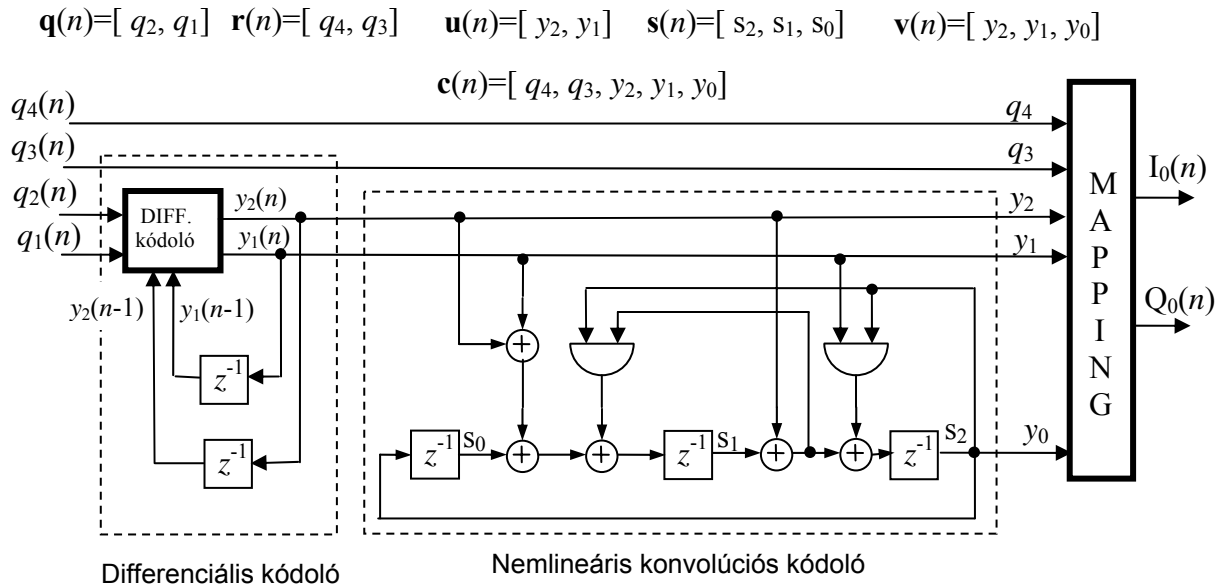 q(n)=[ q₂, q₁] r(n)=[ q₄, q₃] u(n)=[ y₂, y₁] s(n)=[ s₂, s₁, s₀] v(n)=[ y₂, y₁, y₀]
c(n)=[ q₄, q₃, y₂, y₁, y₀]
q₄(n)
q₄
q₃(n)
q₃
q₂(n)
y₂(n)
y₂
q₁(n)
y₁(n)
y₁
DIFF.
kódoló
y₂(n-1)
y₁(n-1)
z⁻¹
z⁻¹
+
+
+
+
+
z⁻¹
s₀
z⁻¹
s₁
z⁻¹
s₂
y₀
MAPPING
I₀(n)
Q₀(n)
Differenciális kódoló
Nemlineáris konvolúciós kódoló